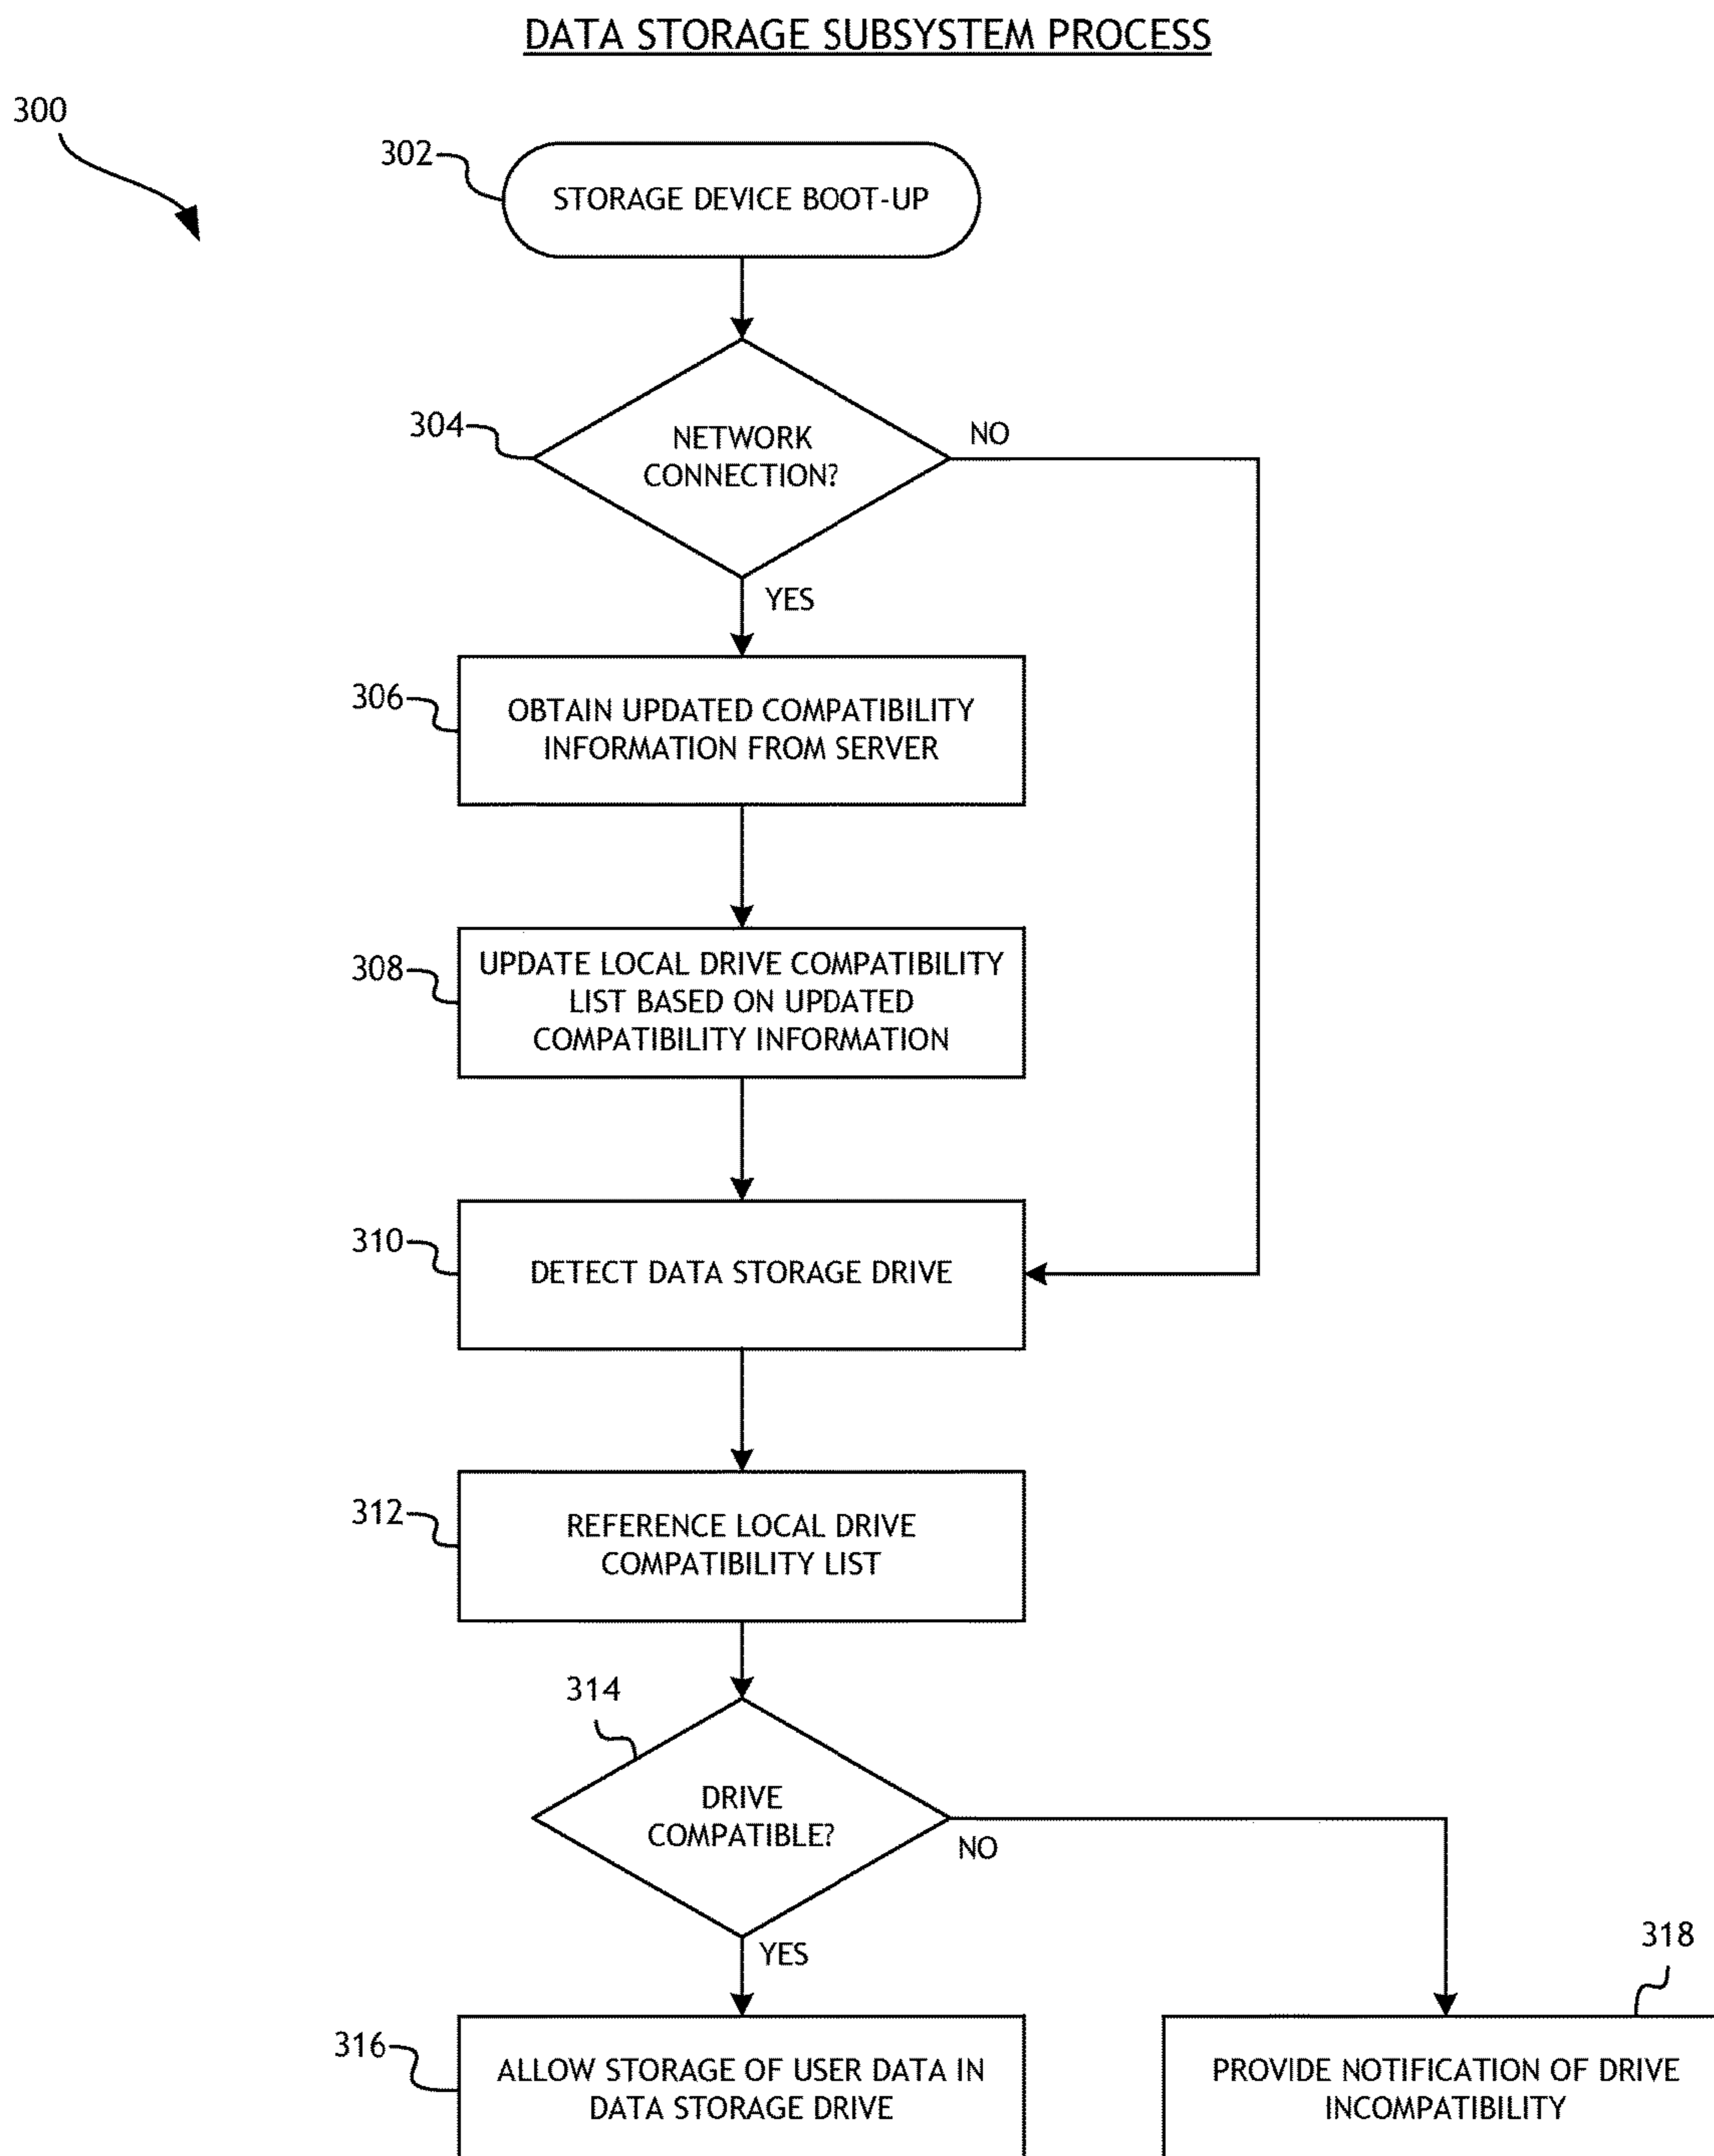 DATA STORAGE SUBSYSTEM PROCESS
300
302
STORAGE DEVICE BOOT-UP
304
NETWORK
CONNECTION?
NO
YES
306
OBTAIN UPDATED COMPATIBILITY
INFORMATION FROM SERVER
308
UPDATE LOCAL DRIVE COMPATIBILITY
LIST BASED ON UPDATED
COMPATIBILITY INFORMATION
310
DETECT DATA STORAGE DRIVE
312
REFERENCE LOCAL DRIVE
COMPATIBILITY LIST
314
DRIVE
COMPATIBLE?
NO
YES
316
ALLOW STORAGE OF USER DATA IN
DATA STORAGE DRIVE
318
PROVIDE NOTIFICATION OF DRIVE
INCOMPATIBILITY